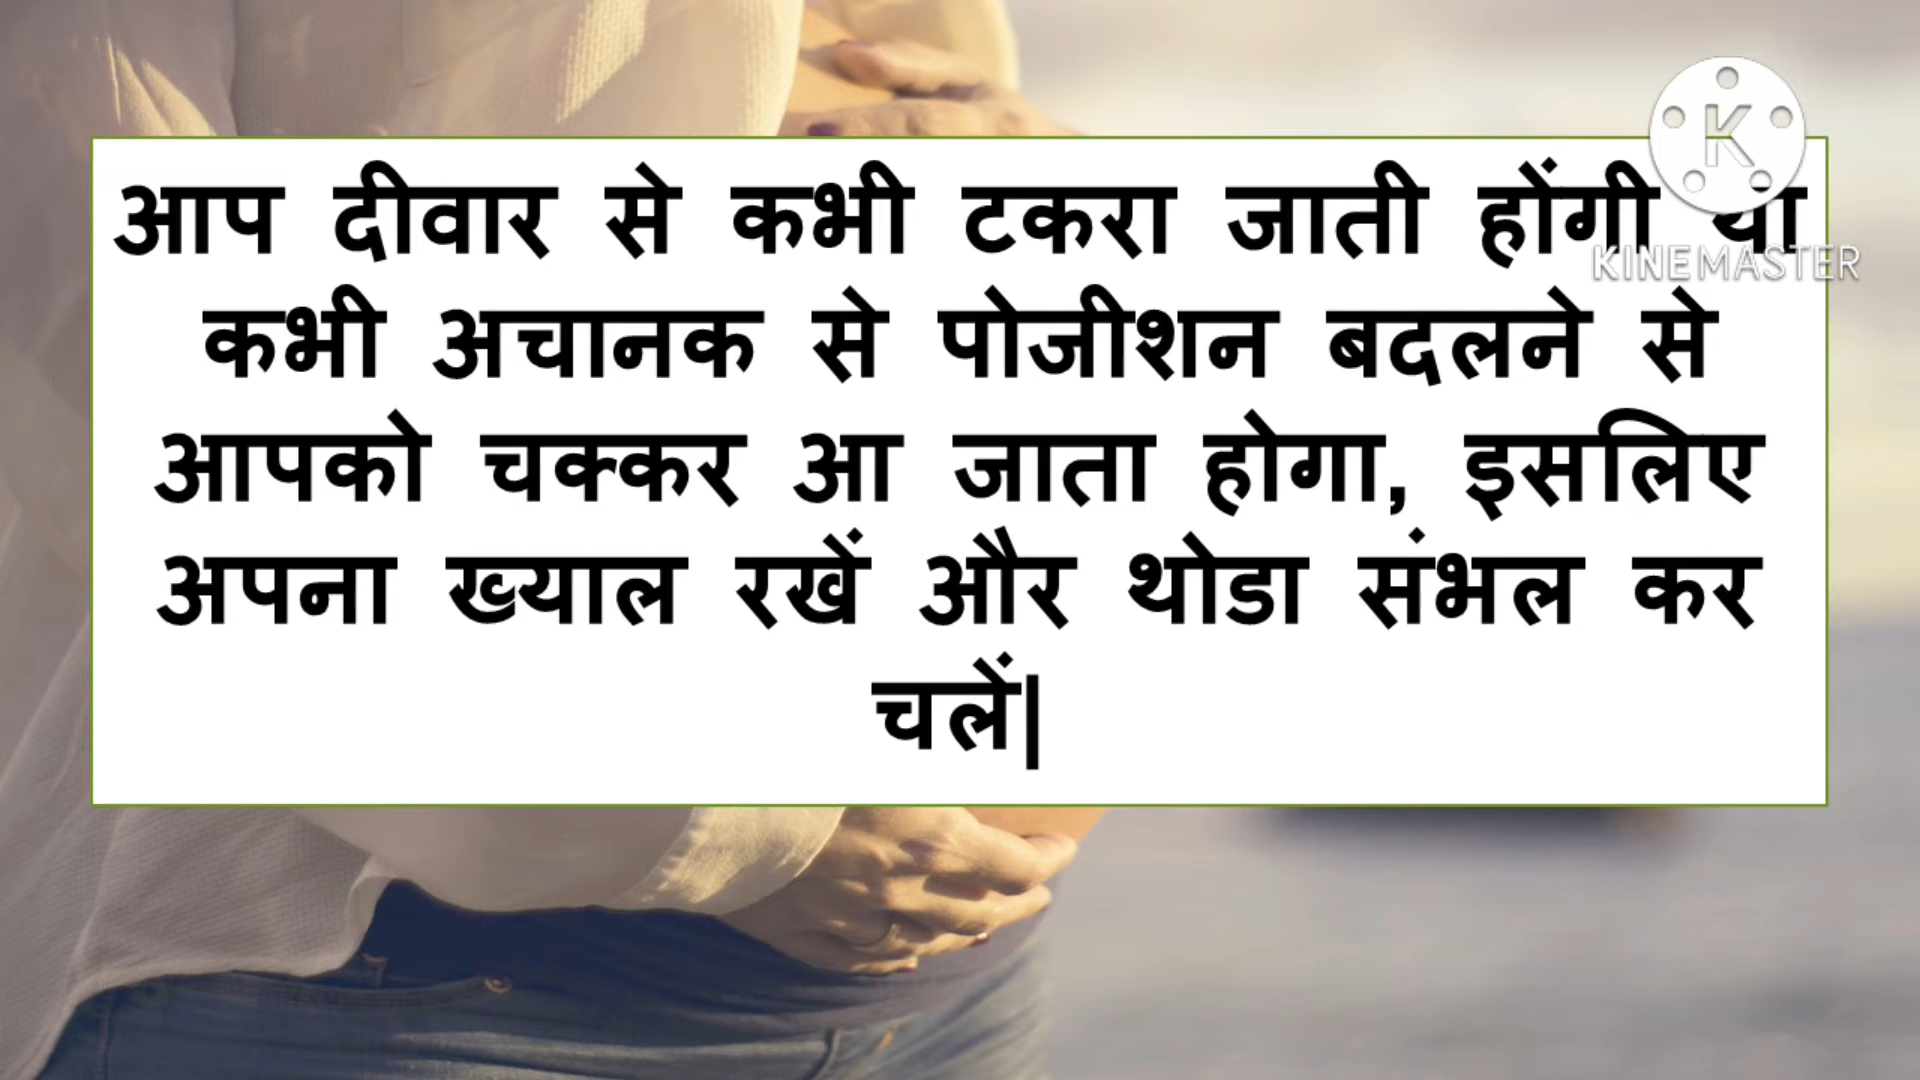 आप दीवार से कभी टकरा जाती होंगी या
कभी अचानक से पोजीशन बदलने से
आपको चक्कर आ जाता होगा, इसलिए
अपना ख्याल रखें और थोडा संभल कर
चलें|
K
KINEMASTER